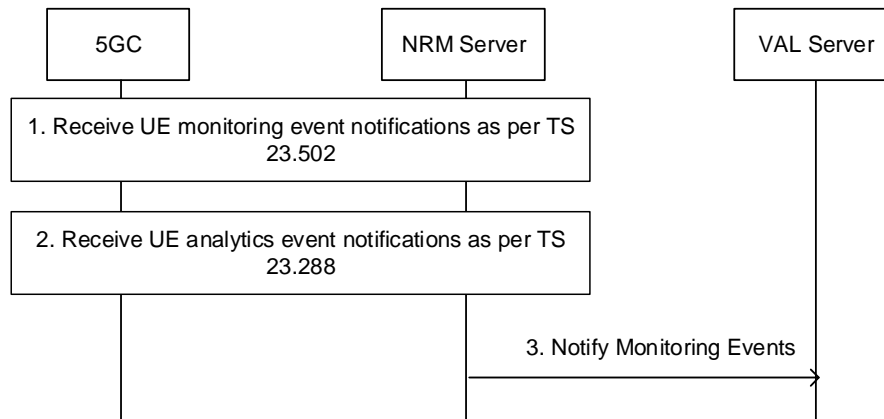 5GC
NRM Server
VAL Server
1. Receive UE monitoring event notifications as per TS
23.502
2. Receive UE analytics event notifications as per TS
23.288
3. Notify Monitoring Events